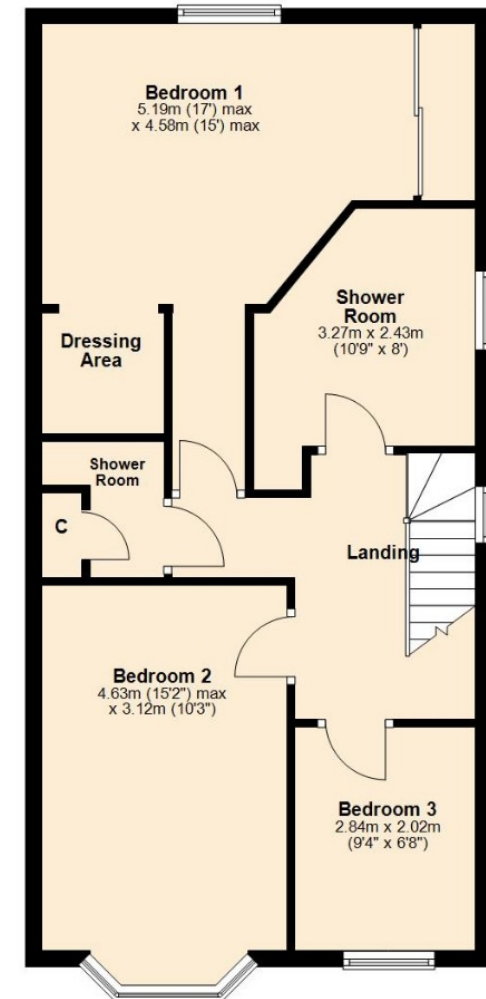 Bedroom 1
5.19m (17') max
x 4.58m (15') max
Shower
Room
3.27m x 2.43m
(10'9" x 8')
Dressing
Area
Shower
Room
C
Landing
Bedroom 2
4.63m (15'2") max
x 3.12m (10'3")
Bedroom 3
2.84m x 2.02m
(9'4" x 6'8")